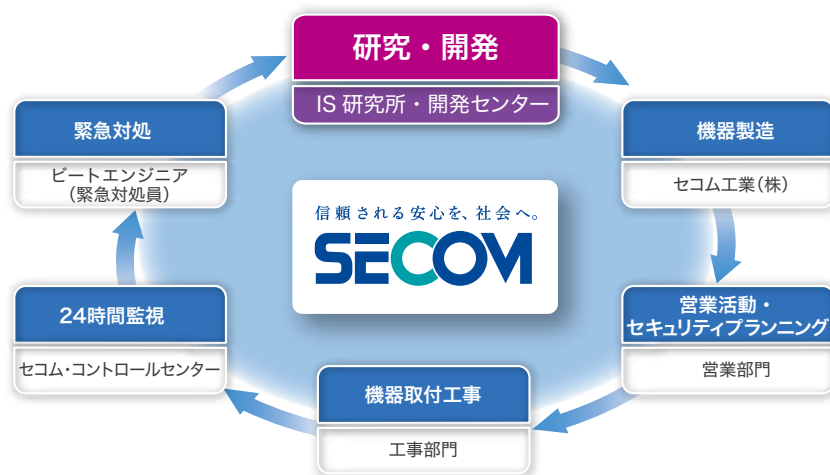 研究・開発
IS 研究所・開発センター
緊急対処
ビートエンジニア
(緊急対処員)
機器製造
セコム工業(株)
信頼される安心を、社会へ。
SECOM
24時間監視
セコム・コントロールセンター
営業活動・
セキュリティプランニング
営業部門
機器取付工事
工事部門